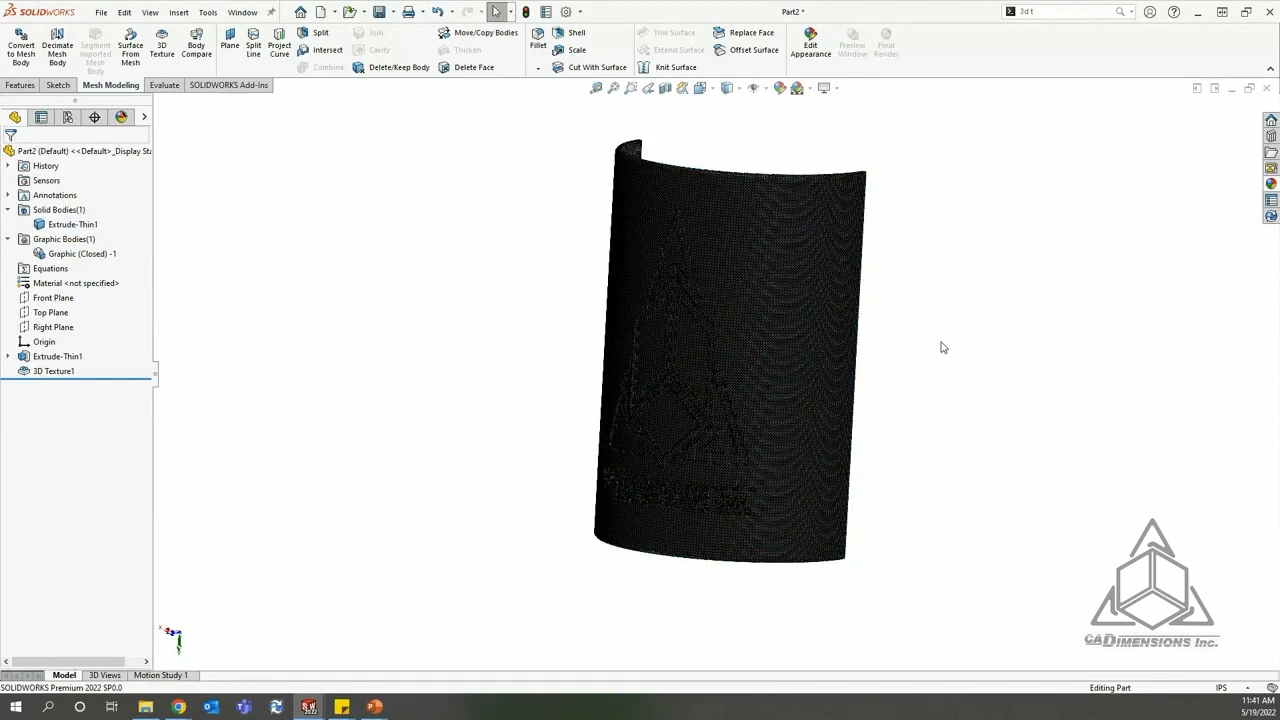 SOLIDWORKS File Edit View Insert Tools Window Part2 * 3d t
Convert to Mesh Body
Decimate Mesh Body
Segment Imported Mesh Body
Surface From Mesh
3D Texture
Body Compare
Plane
Split Line
Project Curve
Split Join Move/Copy Bodies
Intersect Cavity Thicken
Combine Delete/Keep Body Delete Face
Fillet
Shell
Scale
Cut With Surface
Trim Surface Replace Face
Extend Surface Offset Surface
Knit Surface
Edit Appearance
Preview Window
Final Render
Features Sketch Mesh Modeling Evaluate SOLIDWORKS Add-Ins
Part2 (Default) <<Default>_Display Sta
History
Sensors
Annotations
Solid Bodies(1)
Extrude-Thin1
Graphic Bodies(1)
Graphic (Closed) -1
Equations
Material <not specified>
Front Plane
Top Plane
Right Plane
Origin
Extrude-Thin1
3D Texture1
CADIMENSIONS Inc.
Model 3D Views Motion Study 1
SOLIDWORKS Premium 2022 SP0.0 Editing Part IPS
11:41 AM
5/19/2022